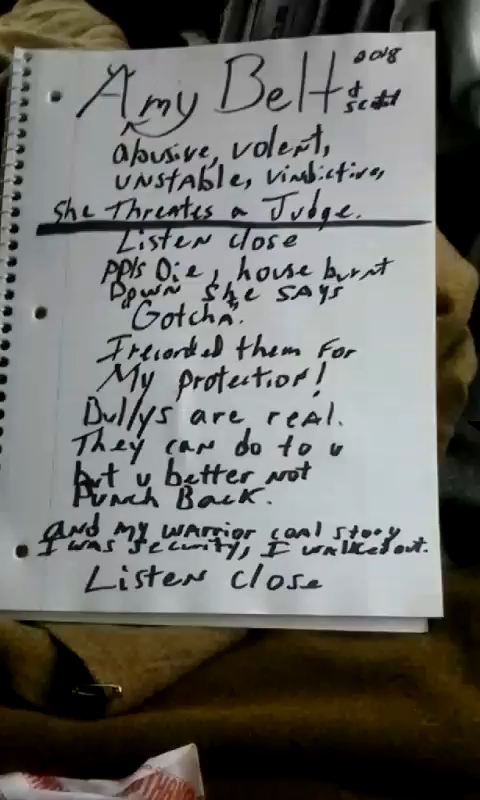 2018
Amy Belt
& Scott
abusive, volent,
unstable, vindictive,
She Threates a Judge.
Listen close
ppls Die, house burnt
Down she says
"Gotcha".
I recorded them for
My protection!
Bullys are real.
They can do to u
but u better not
Punch Back.
And my warrior coal story
I was security, I walked out.
Listen close